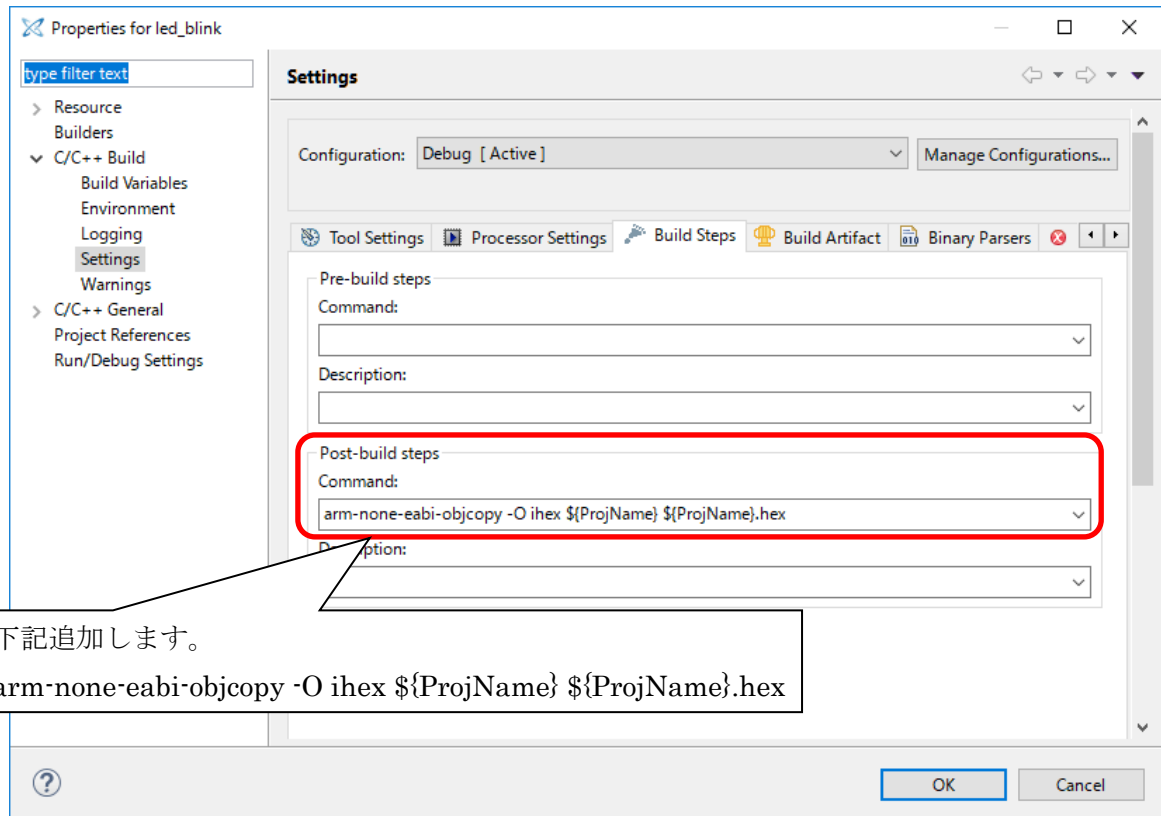 Properties for led_blink
type filter text
Resource
Builders
C/C++ Build
Build Variables
Environment
Logging
Settings
Warnings
C/C++ General
Project References
Run/Debug Settings
Settings
Configuration: Debug [ Active ] Manage Configurations...
Tool Settings Processor Settings Build Steps Build Artifact Binary Parsers
Pre-build steps
Command:
Description:
Post-build steps
Command:
arm-none-eabi-objcopy -O ihex ${ProjName} ${ProjName}.hex
下記追加します。
arm-none-eabi-objcopy -O ihex ${ProjName} ${ProjName}.hex
OK Cancel